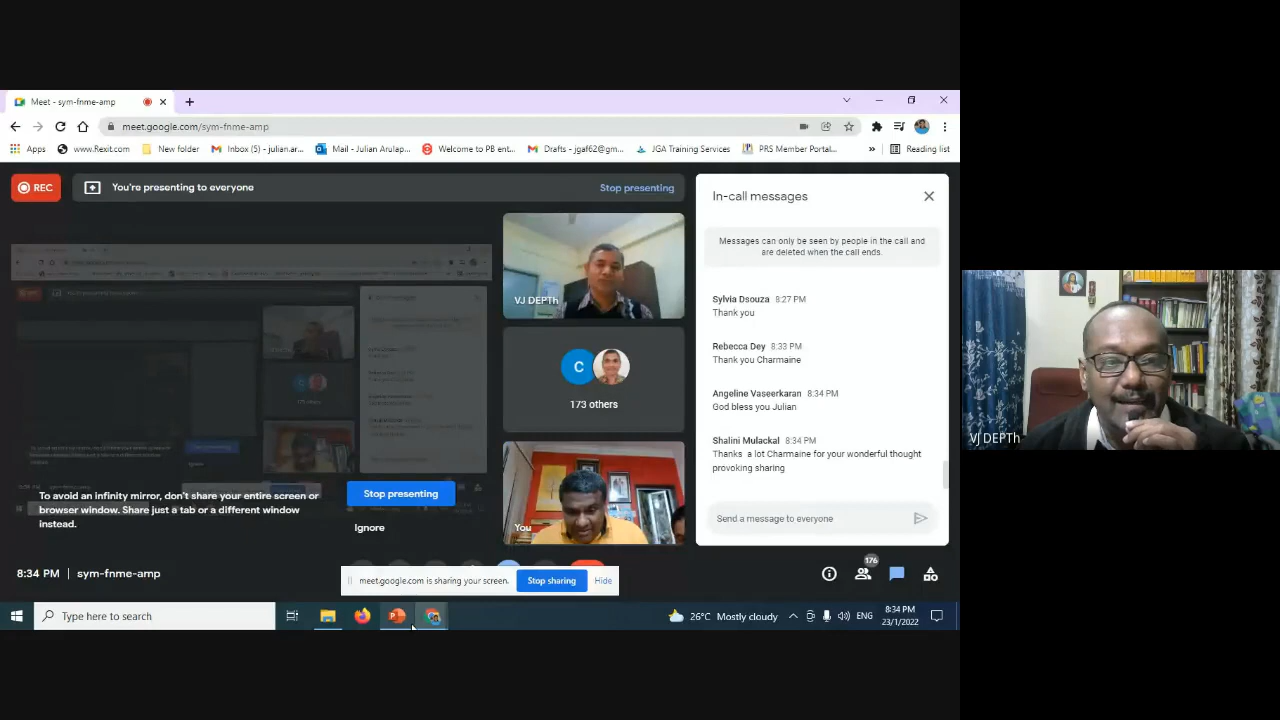 Meet - sym-fnme-amp
meet.google.com/sym-fnme-amp
Apps
www.Rexit.com
New folder
Inbox (5) - julian.ar...
Mail - Julian Arulap...
Welcome to PB ent...
Drafts - jgaf62@gm...
JGA Training Services
PRS Member Portal...
»
Reading list
REC
You're presenting to everyone
Stop presenting
In-call messages
Messages can only be seen by people in the call and
are deleted when the call ends.
VJ DEPTh
Sylvia Dsouza 8:27 PM
Thank you
Rebecca Dey 8:33 PM
Thank you Charmaine
C
173 others
Angeline Vaseerkaran 8:34 PM
God bless you Julian
Shalini Mulackal 8:34 PM
Thanks a lot Charmaine for your wonderful thought
provoking sharing
VJ DEPTh
To avoid an infinity mirror, don't share your entire screen or
browser window. Share just a tab or a different window
instead.
Stop presenting
Ignore
You
Send a message to everyone
8:34 PM | sym-fnme-amp
176
meet.google.com is sharing your screen.
Stop sharing
Hide
Type here to search
26°C Mostly cloudy
ENG
8:34 PM
23/1/2022